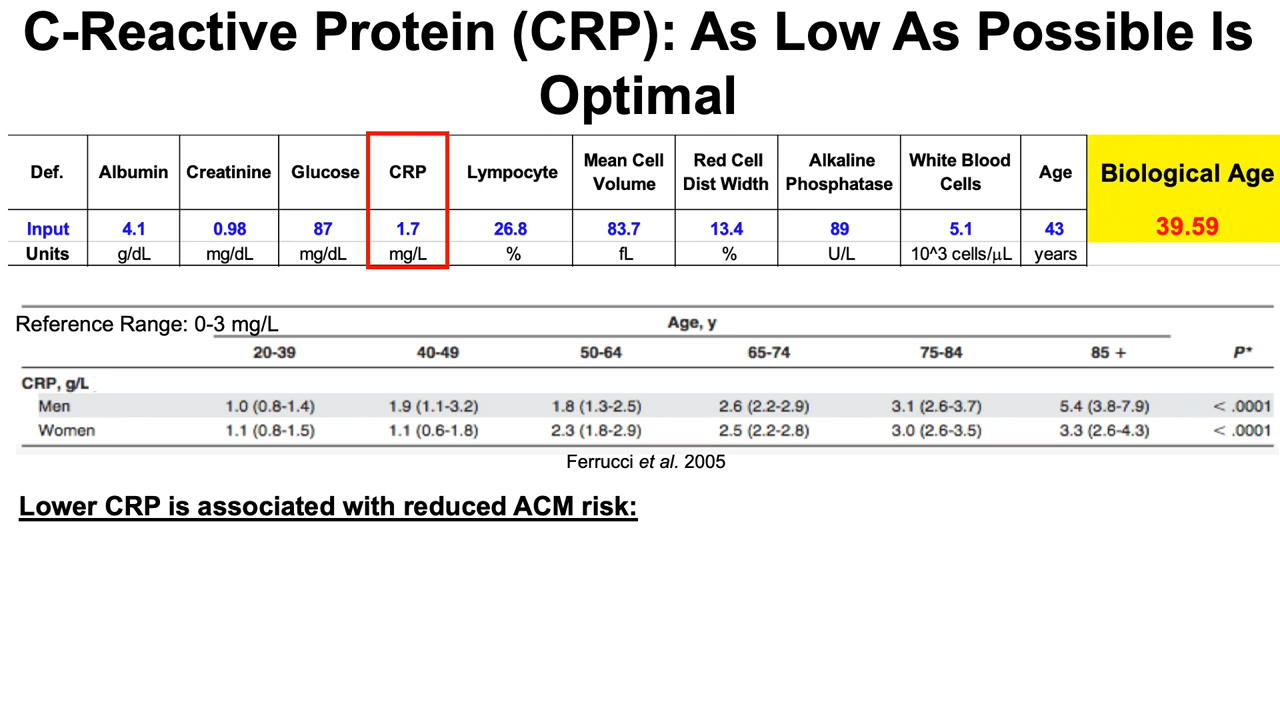 C-Reactive Protein (CRP): As Low As Possible Is
Optimal
Def. Albumin Creatinine Glucose CRP Lympocyte Mean Cell Volume Red Cell Dist Width Alkaline Phosphatase White Blood Cells Age Biological Age
Input 4.1 0.98 87 1.7 26.8 83.7 13.4 89 5.1 43 39.59
Units g/dL mg/dL mg/dL mg/L % fL % U/L 10^3 cells/μL years
Reference Range: 0-3 mg/L
Age, y
20-39 40-49 50-64 65-74 75-84 85 + P*
CRP, g/L
Men 1.0 (0.8-1.4) 1.9 (1.1-3.2) 1.8 (1.3-2.5) 2.6 (2.2-2.9) 3.1 (2.6-3.7) 5.4 (3.8-7.9) < .0001
Women 1.1 (0.8-1.5) 1.1 (0.6-1.8) 2.3 (1.8-2.9) 2.5 (2.2-2.8) 3.0 (2.6-3.5) 3.3 (2.6-4.3) < .0001
Ferrucci et al. 2005
Lower CRP is associated with reduced ACM risk: